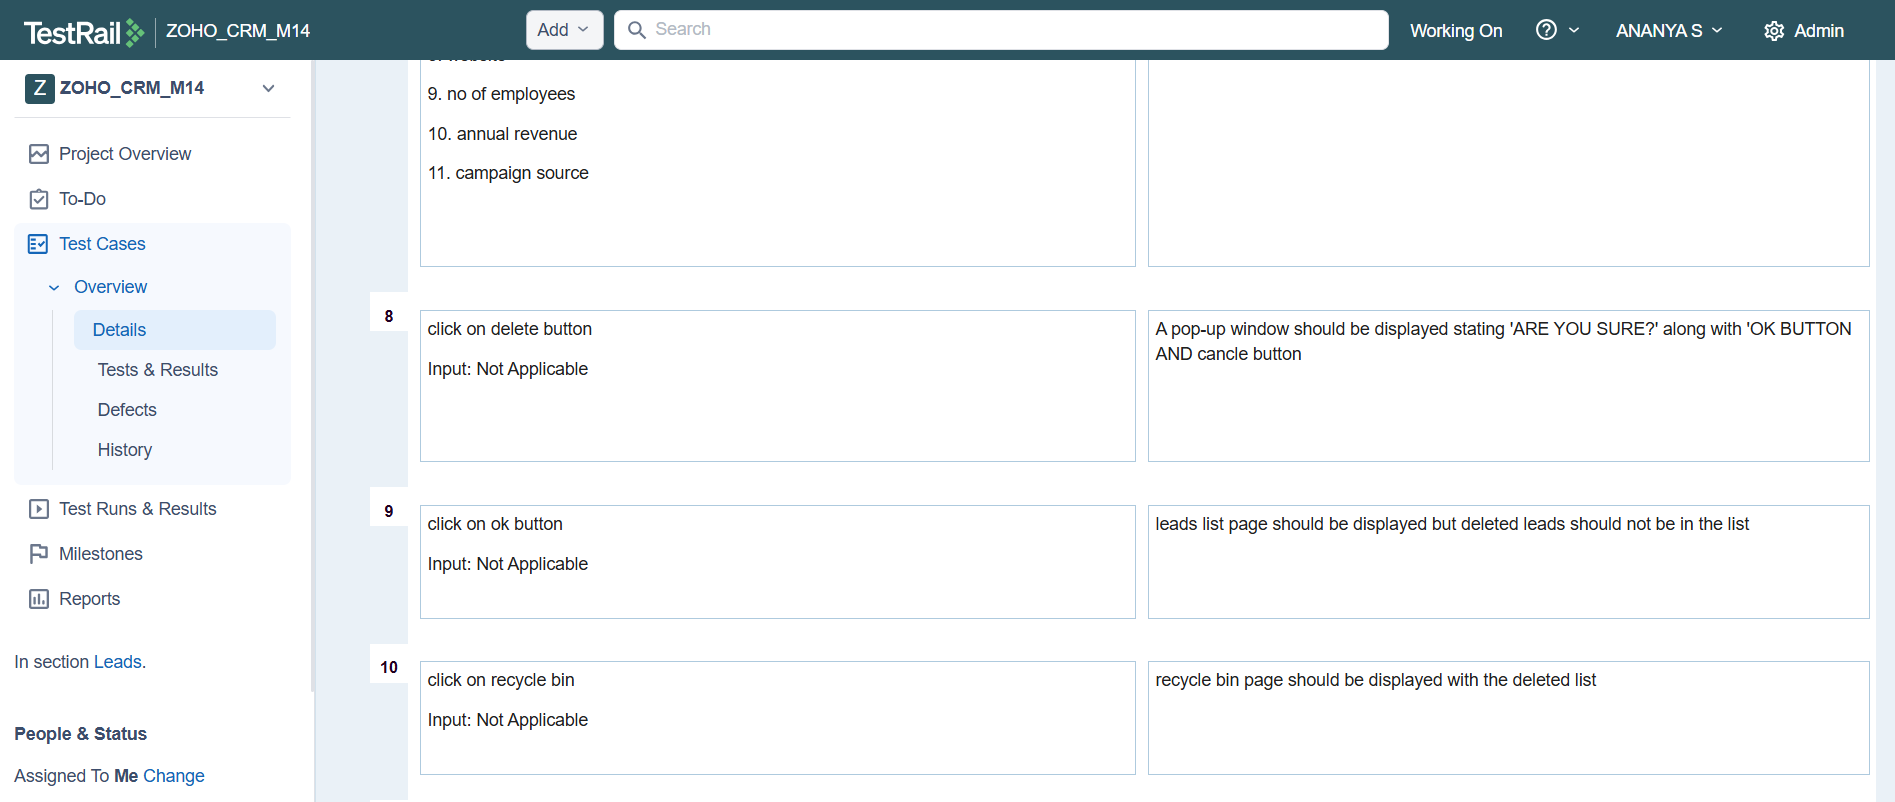 TestRail ZOHO_CRM_M14 Add Search Working On ANANYA S Admin
Z ZOHO_CRM_M14
Project Overview
To-Do
Test Cases
Overview
Details
Tests & Results
Defects
History
Test Runs & Results
Milestones
Reports
In section Leads.
People & Status
Assigned To Me Change
9. no of employees
10. annual revenue
11. campaign source
8
click on delete button
Input: Not Applicable
A pop-up window should be displayed stating 'ARE YOU SURE?' along with 'OK BUTTON
AND cancle button
9
click on ok button
Input: Not Applicable
leads list page should be displayed but deleted leads should not be in the list
10
click on recycle bin
Input: Not Applicable
recycle bin page should be displayed with the deleted list